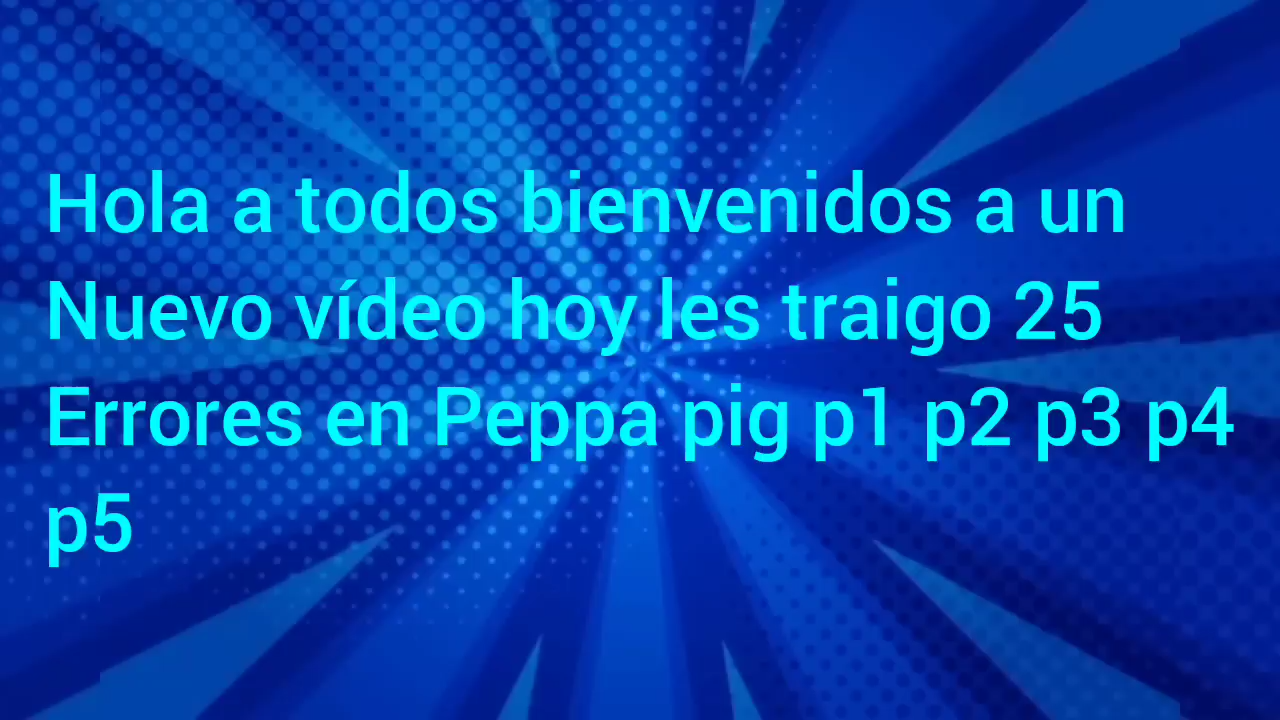 Hola a todos bienvenidos a un
Nuevo vídeo hoy les traigo 25
Errores en Peppa pig p1 p2 p3 p4
p5